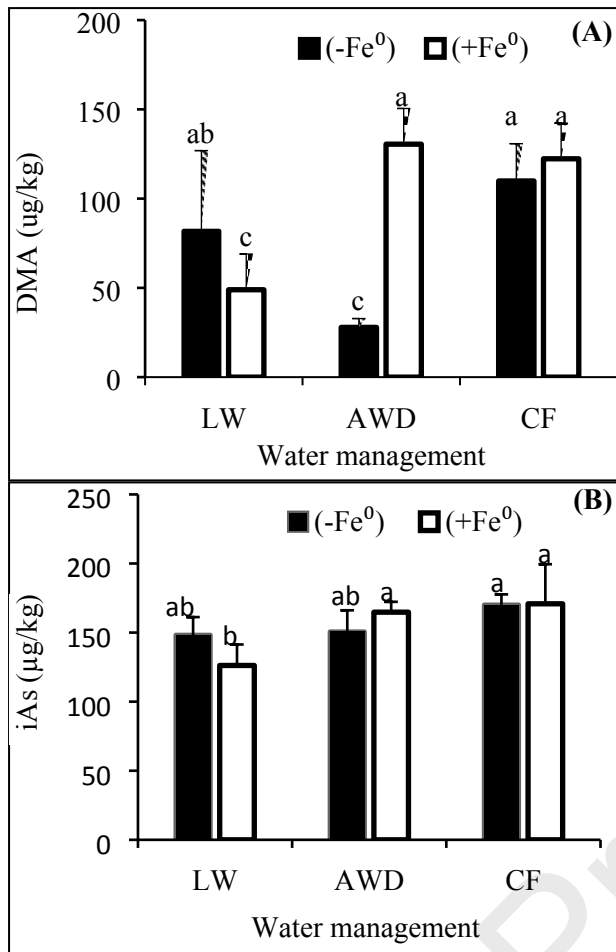 200
(A)
(-Fe⁰) (+Fe⁰)
a
150
ab
a a
DMA (ug/kg)
100
c
50
c
0
LW AWD CF
Water management
250
(B)
(-Fe⁰) (+Fe⁰)
200
a a
ab ab a
iAs (µg/kg)
150
b
100
50
0
LW AWD CF
Water management